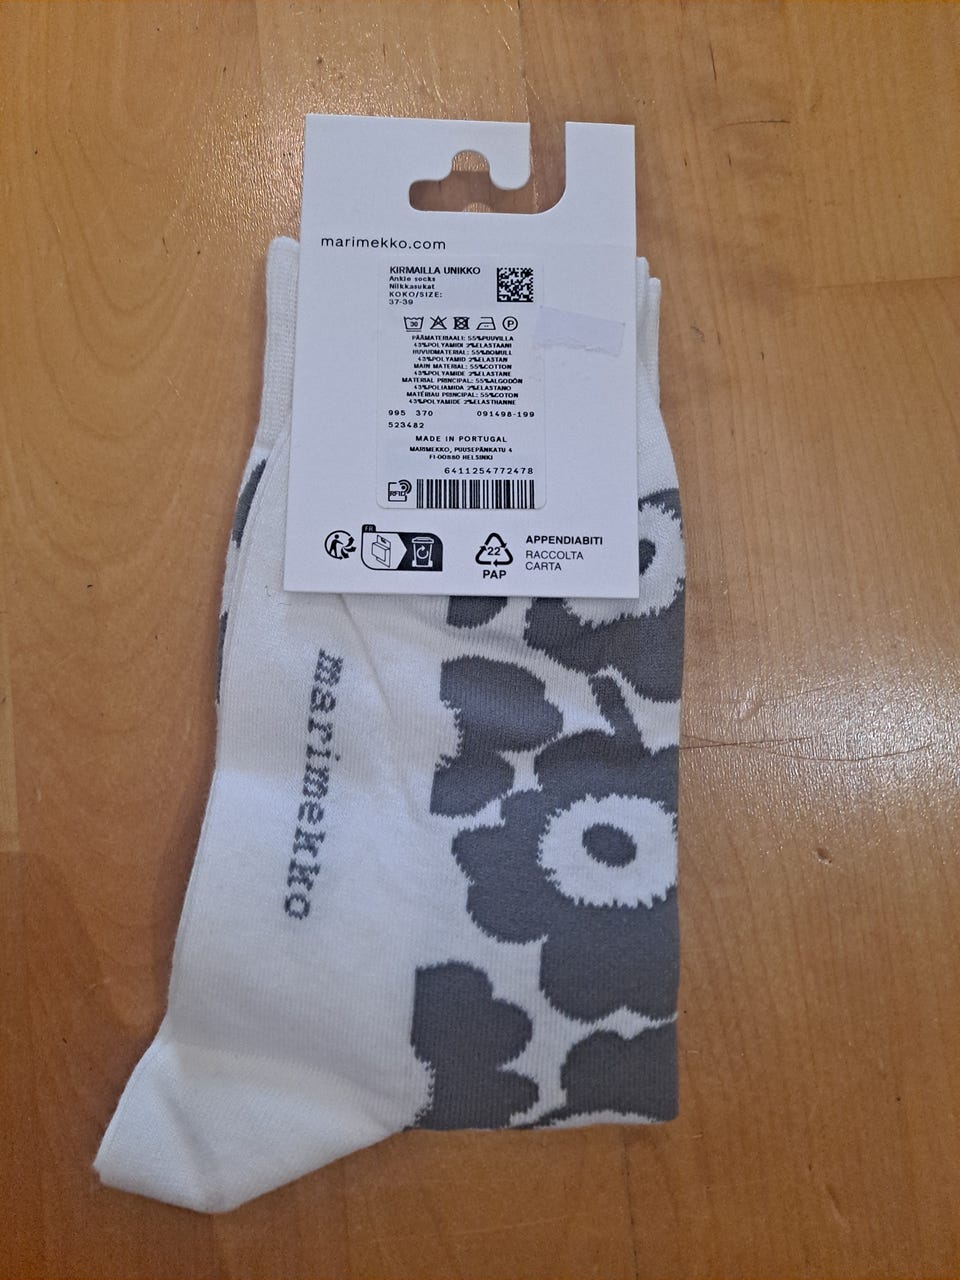 marimekko.com
KIRMAILLA UNIKKO
Ankle socks
Nilkkasukat
KOKO/SIZE:
37-39
30
P
PÄÄMATERIAALI: 55%PUUVILLA
43%POLYAMIDI 2%ELASTAANI
HUVUDMATERIAL: 55%BOMULL
43%POLYAMID 2%ELASTAN
MAIN MATERIAL: 55%COTTON
43%POLYAMIDE 2%ELASTANE
MATERIAL PRINCIPAL: 55%ALGODÓN
43%POLIAMIDA 2%ELASTANO
MATÉRIAU PRINCIPAL: 55%COTON
43%POLYAMIDE 2%ELASTHANNE
995 370 091498-199
523482
MADE IN PORTUGAL
MARIMEKKO, PUUSEPÄNKATU 4
FI-00880 HELSINKI
6411254772478
RFID
FR
22
PAP
APPENDIABITI
RACCOLTA
CARTA
marimekko